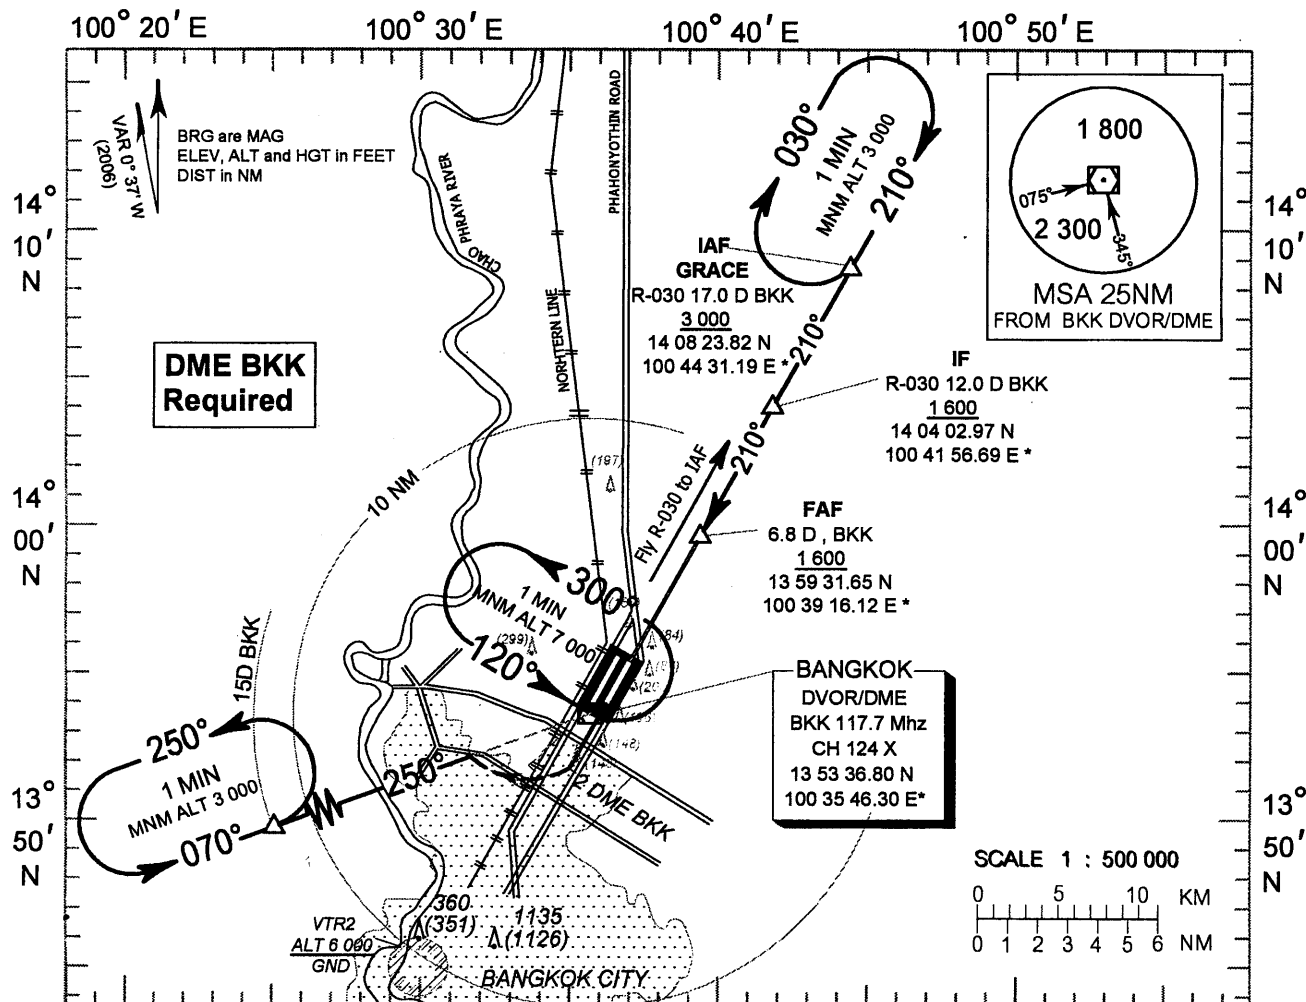 100° 20′ E
100° 30′ E
100° 40′ E
100° 50′ E
VAR 0° 37′ W
(2006)
BRG are MAG
ELEV, ALT and HGT in FEET
DIST in NM
14°
10′
N
14°
10′
N
CHAO PHRAYA RIVER
PHAHONYOTHIN ROAD
NORHTERN LINE
030°
1 MIN
MNM ALT 3 000
210°
1 800
075°
2 300
345°
MSA 25NM
FROM BKK DVOR/DME
IAF
GRACE
R-030 17.0 D BKK
3 000
14 08 23.82 N
100 44 31.19 E *
210°
DME BKK
Required
IF
R-030 12.0 D BKK
1 600
14 04 02.97 N
100 41 56.69 E *
210°
10 NM
(197)
Fly R-030 to IAF
14°
00′
N
14°
00′
N
FAF
6.8 D , BKK
1 600
13 59 31.65 N
100 39 16.12 E *
300°
1 MIN
MNM ALT 7 000
120°
(299)
15D BKK
BANGKOK
DVOR/DME
BKK 117.7 Mhz
CH 124 X
13 53 36.80 N
100 35 46.30 E*
250°
1 MIN
MNM ALT 3 000
070°
250°
(142)
2 DME BKK
13°
50′
N
13°
50′
N
SCALE 1 : 500 000
0 5 10 KM
0 1 2 3 4 5 6 NM
360
(351)
1135
(1126)
VTR2
ALT 6 000
GND
BANGKOK CITY